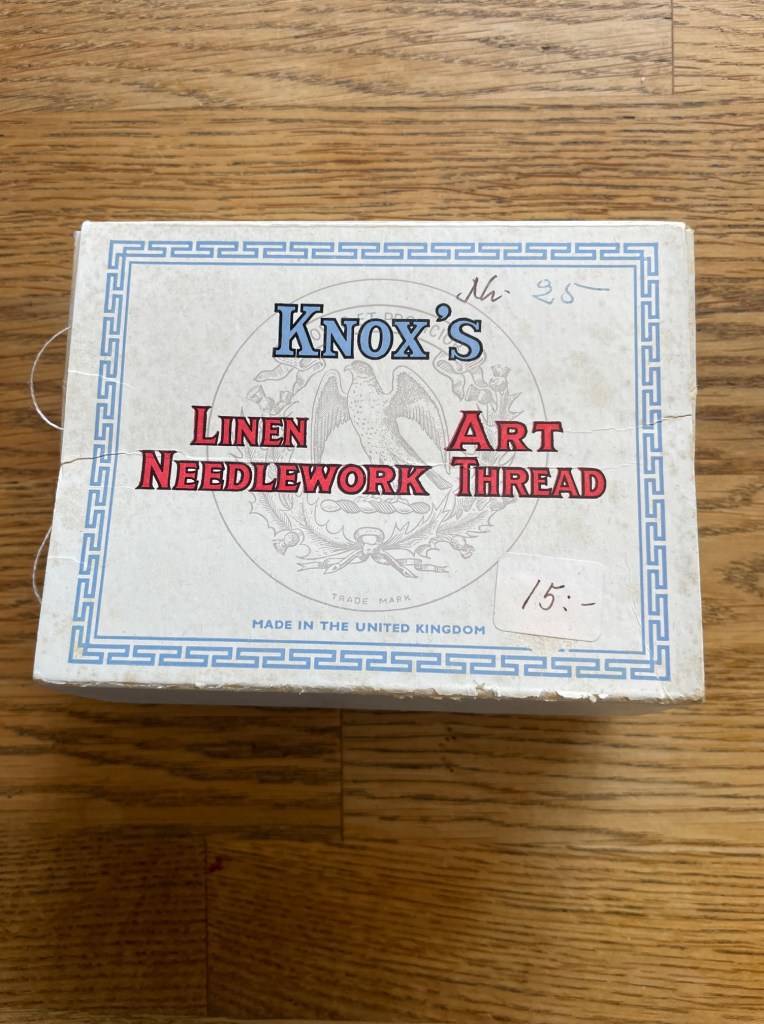 Nr. 25
KNOX'S
LINEN ART
NEEDLEWORK THREAD
TRADE MARK
15:-
MADE IN THE UNITED KINGDOM